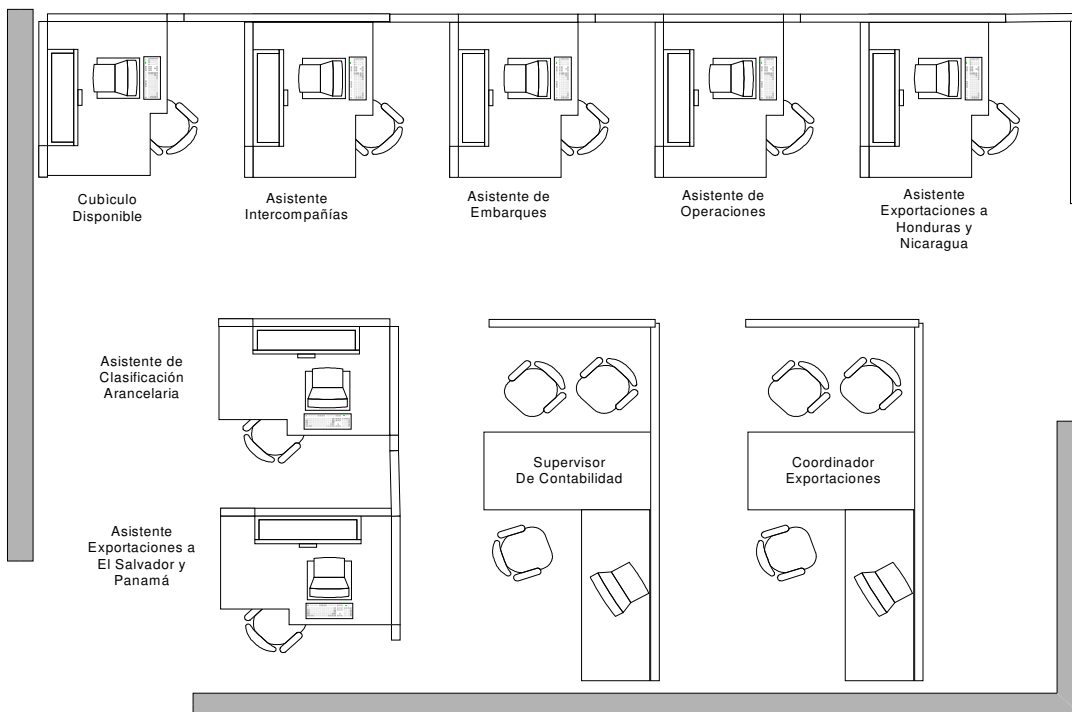 Cubìculo
Disponible
Asistente
Intercompañías
Asistente de
Embarques
Asistente de
Operaciones
Asistente
Exportaciones a
Honduras y
Nicaragua
Asistente de
Clasificación
Arancelaria
Supervisor
De Contabilidad
Coordinador
Exportaciones
Asistente
Exportaciones a
El Salvador y
Panamá